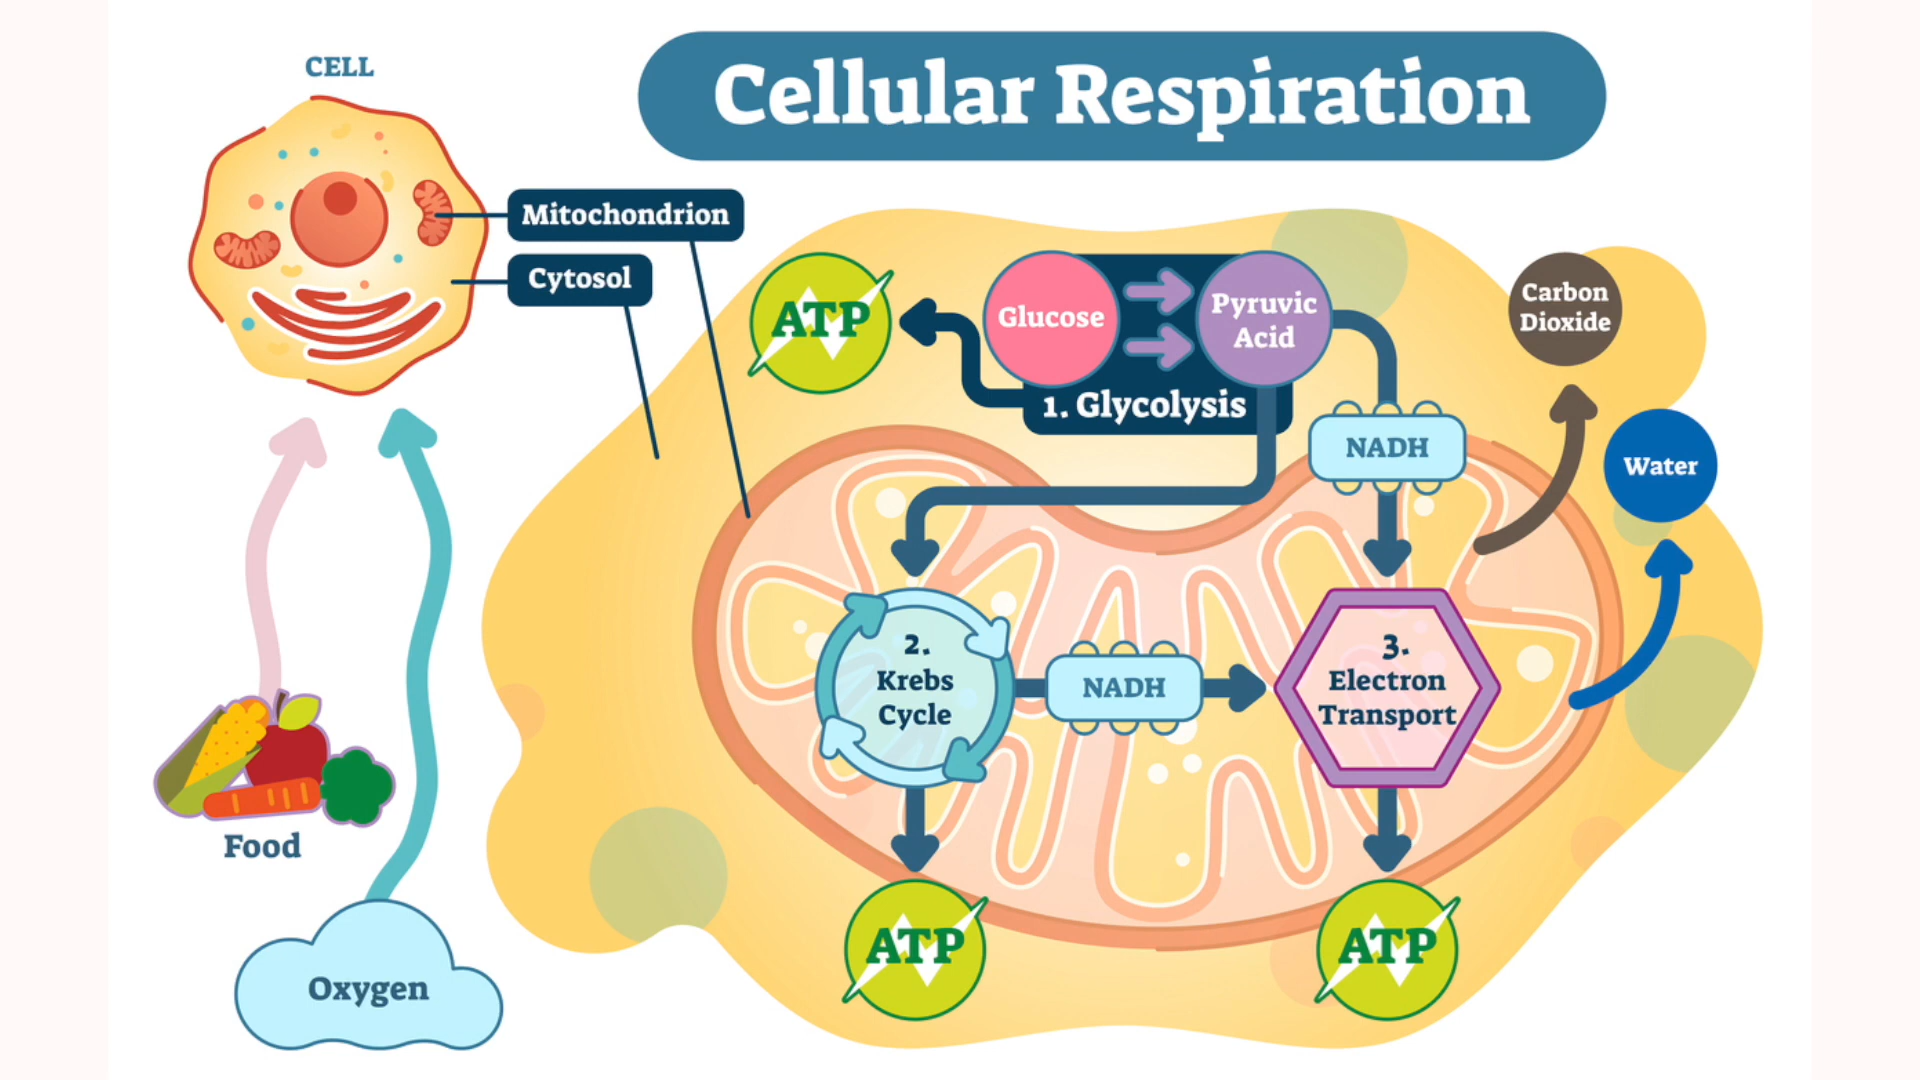 CELL
Cellular Respiration
Mitochondrion
Cytosol
ATP
Glucose
Pyruvic
Acid
1. Glycolysis
Carbon
Dioxide
NADH
Water
2.
Krebs
Cycle
NADH
3.
Electron
Transport
Food
Oxygen
ATP
ATP